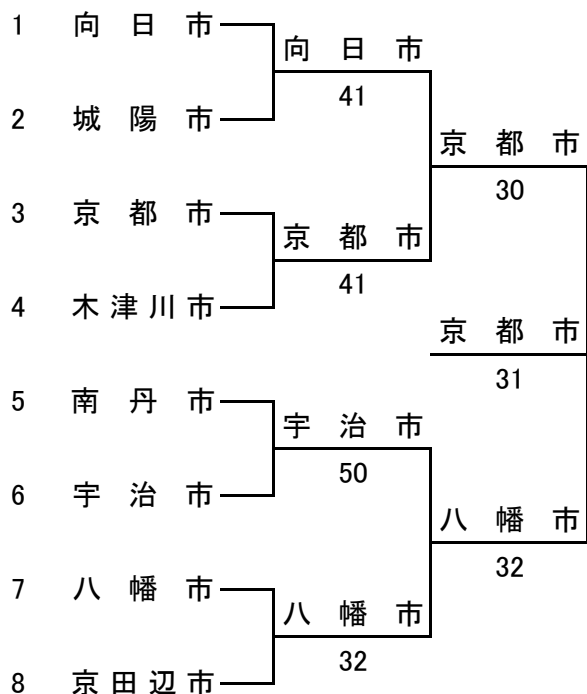 1 向日市
向日市
41
2 城陽市
京都市
30
3 京都市
京都市
41
4 木津川市
京都市
31
5 南丹市
宇治市
50
6 宇治市
八幡市
32
7 八幡市
八幡市
32
8 京田辺市